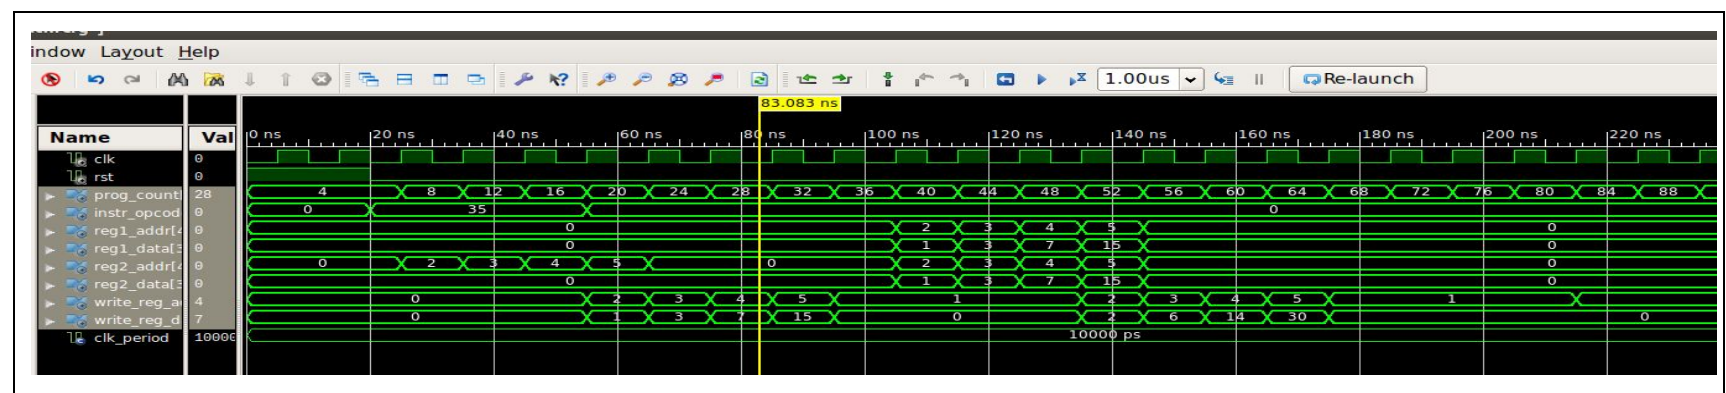 indow Layout Help
1.00us Re-launch
83.083 ns
Name Val 0 ns 20 ns 40 ns 60 ns 80 ns 100 ns 120 ns 140 ns 160 ns 180 ns 200 ns 220 ns
clk 0
rst 0
prog_count 28 4 8 12 16 20 24 28 32 36 40 44 48 52 56 60 64 68 72 76 80 84 88
instr_opcod 0 0 35 0
reg1_addr[4 0 0 2 3 4 5 0
reg1_data[3 0 0 1 3 7 15 0
reg2_addr[4 0 0 2 3 4 5 0 2 3 4 5 0
reg2_data[3 0 0 1 3 7 15 0
write_reg_a 4 0 2 3 4 5 1 2 3 4 5 1
write_reg_d 7 0 1 3 7 15 0 2 6 14 30 0
clk_period 10000 10000 ps